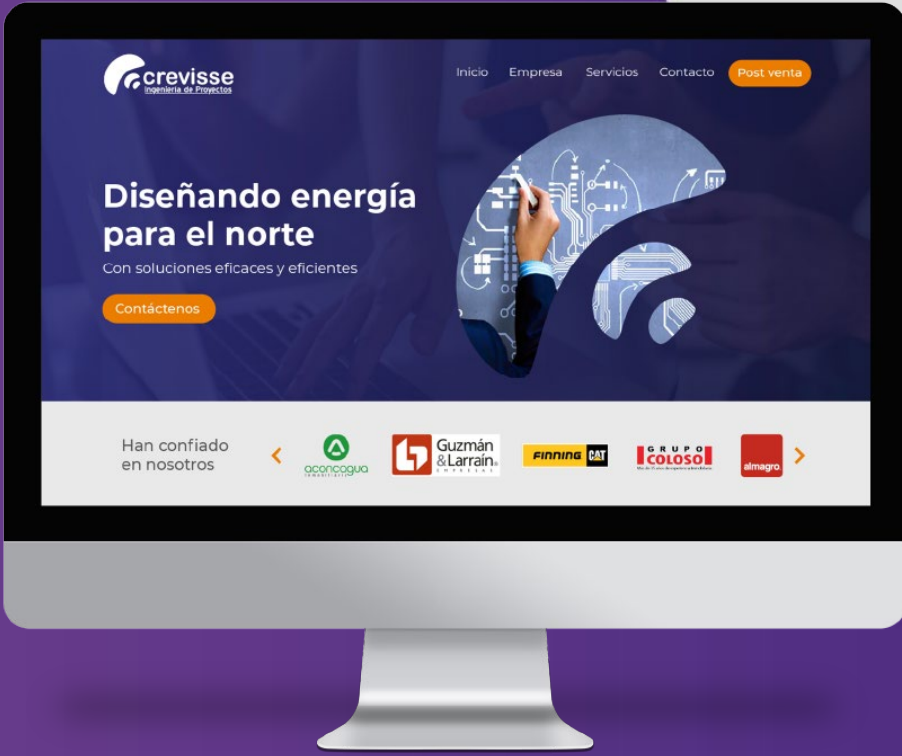 crevisse
Ingeniería de Proyectos
Inicio Empresa Servicios Contacto Post venta
Diseñando energía
para el norte
Con soluciones eficaces y eficientes
Contáctenos
Han confiado
en nosotros
aconcagua
Guzmán
&Larraín
EMPRESAS
FINNING CAT
GRUPO
COLOSO
almagro